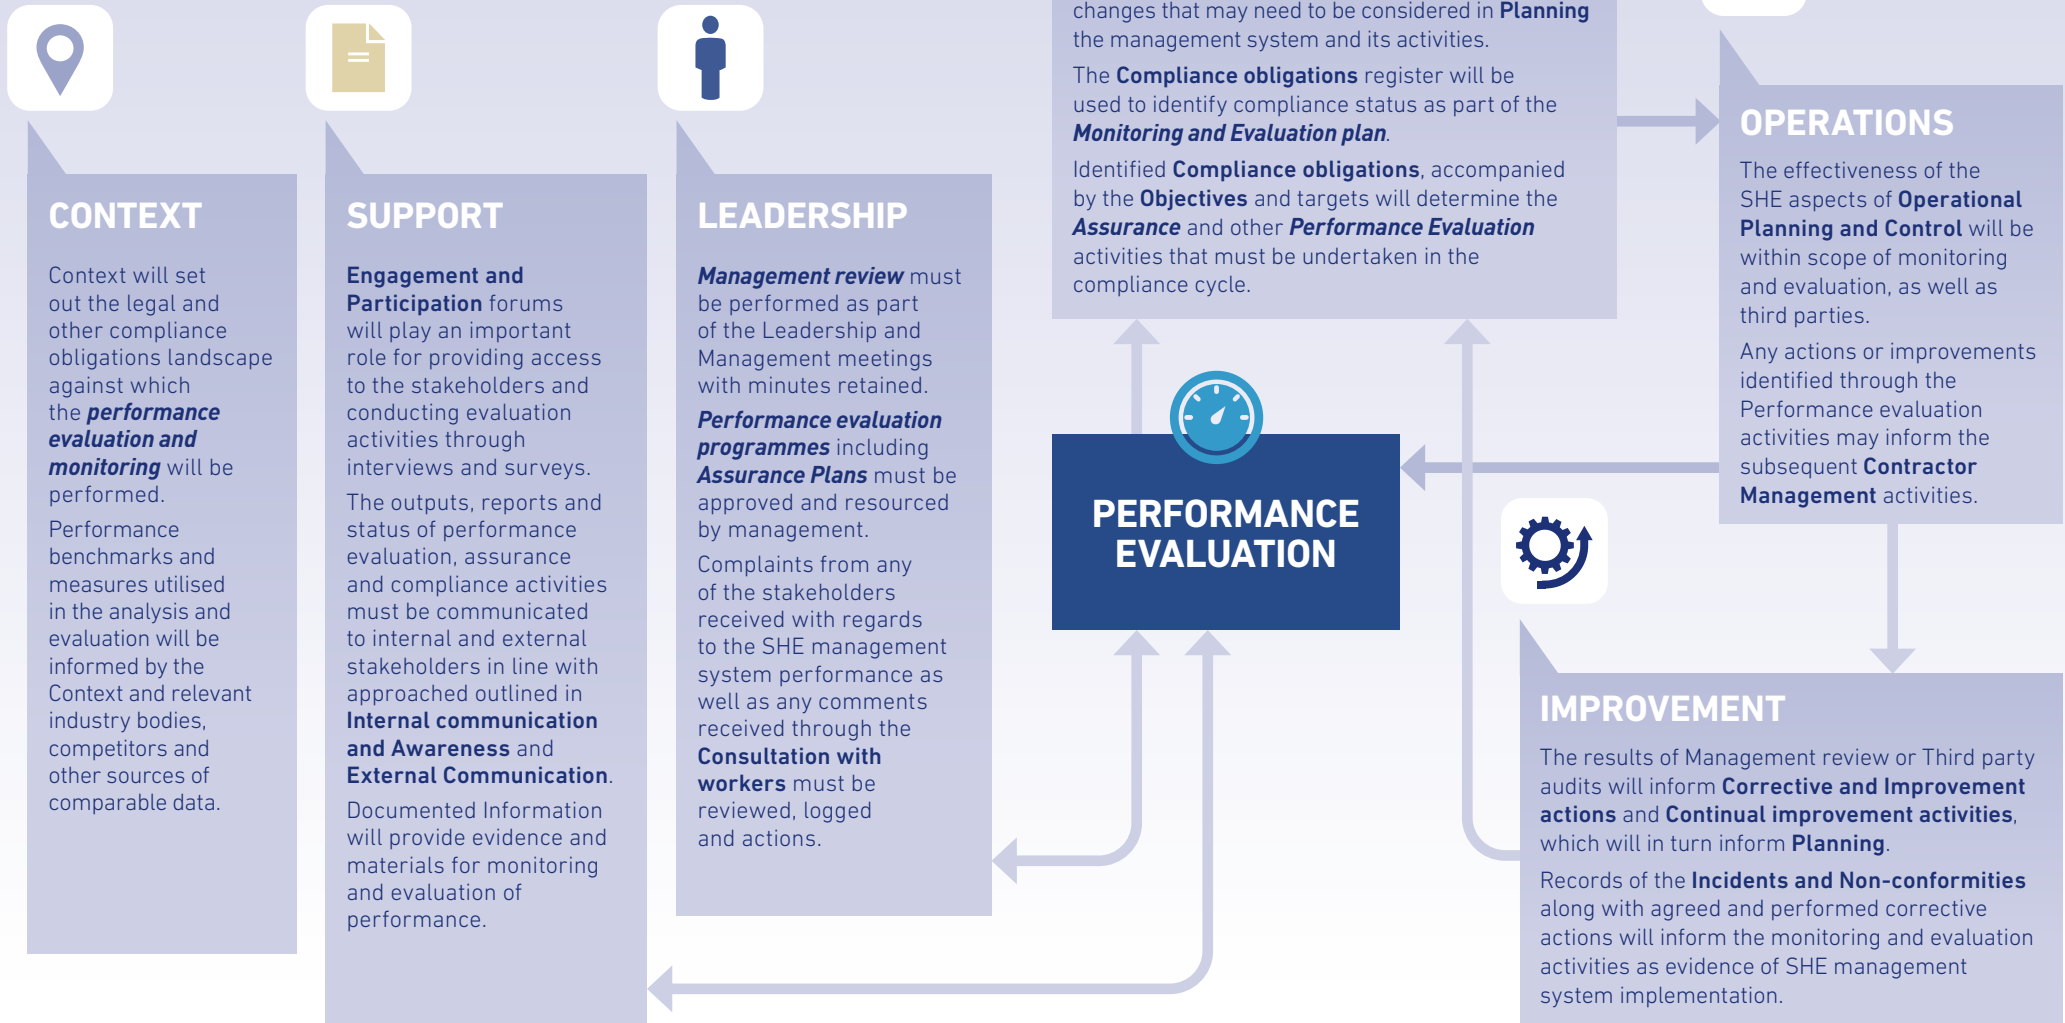 CONTEXT
Context will set
out the legal and
other compliance
obligations landscape
against which
the performance
evaluation and
monitoring will be
performed.
Performance
benchmarks and
measures utilised
in the analysis and
evaluation will be
informed by the
Context and relevant
industry bodies,
competitors and
other sources of
comparable data.
SUPPORT
Engagement and
Participation forums
will play an important
role for providing access
to the stakeholders and
conducting evaluation
activities through
interviews and surveys.
The outputs, reports and
status of performance
evaluation, assurance
and compliance activities
must be communicated
to internal and external
stakeholders in line with
approached outlined in
Internal communication
and Awareness and
External Communication.
Documented Information
will provide evidence and
materials for monitoring
and evaluation of
performance.
LEADERSHIP
Management review must
be performed as part
of the Leadership and
Management meetings
with minutes retained.
Performance evaluation
programmes including
Assurance Plans must be
approved and resourced
by management.
Complaints from any
of the stakeholders
received with regards
to the SHE management
system performance as
well as any comments
received through the
Consultation with
workers must be
reviewed, logged
and actions.
changes that may need to be considered in Planning
the management system and its activities.
The Compliance obligations register will be
used to identify compliance status as part of the
Monitoring and Evaluation plan.
Identified Compliance obligations, accompanied
by the Objectives and targets will determine the
Assurance and other Performance Evaluation
activities that must be undertaken in the
compliance cycle.
PERFORMANCE
EVALUATION
OPERATIONS
The effectiveness of the
SHE aspects of Operational
Planning and Control will be
within scope of monitoring
and evaluation, as well as
third parties.
Any actions or improvements
identified through the
Performance evaluation
activities may inform the
subsequent Contractor
Management activities.
IMPROVEMENT
The results of Management review or Third party
audits will inform Corrective and Improvement
actions and Continual improvement activities,
which will in turn inform Planning.
Records of the Incidents and Non-conformities
along with agreed and performed corrective
actions will inform the monitoring and evaluation
activities as evidence of SHE management
system implementation.